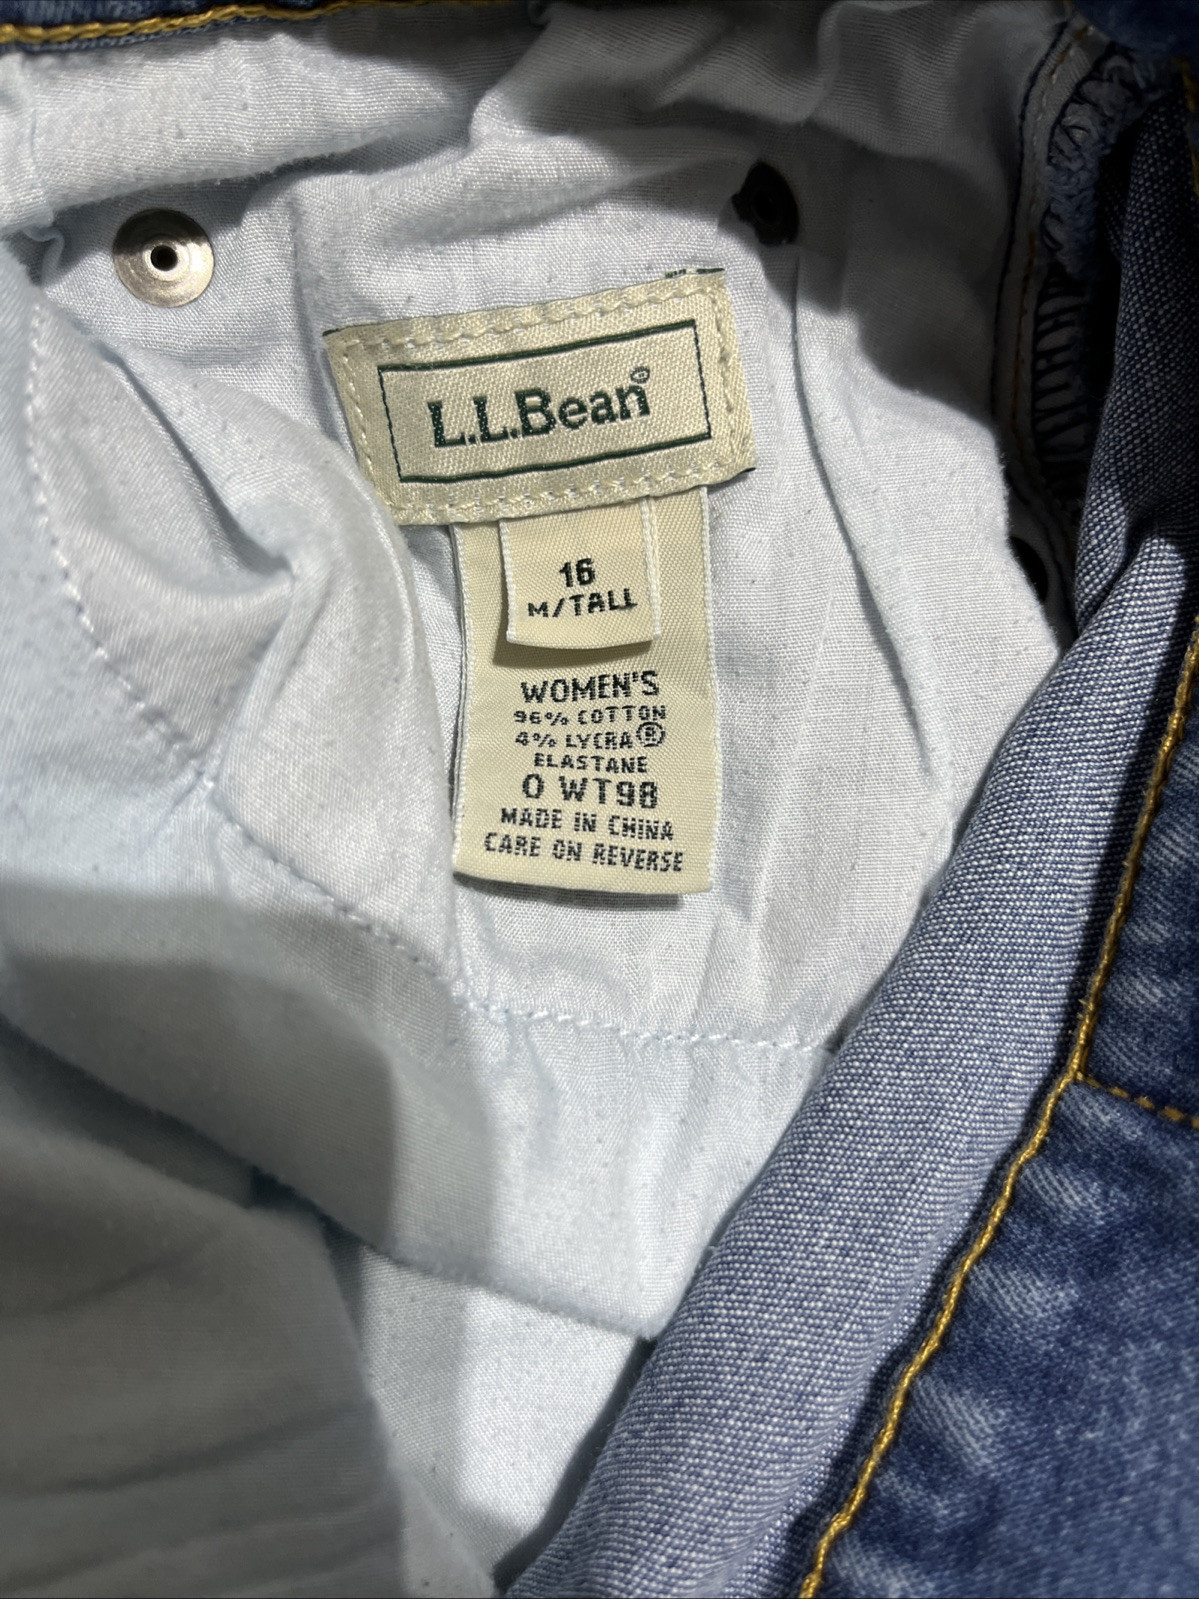 L.L.Bean®
16
M/TALL
WOMEN'S
96% COTTON
4% LYCRA®
ELASTANE
0 WT98
MADE IN CHINA
CARE ON REVERSE